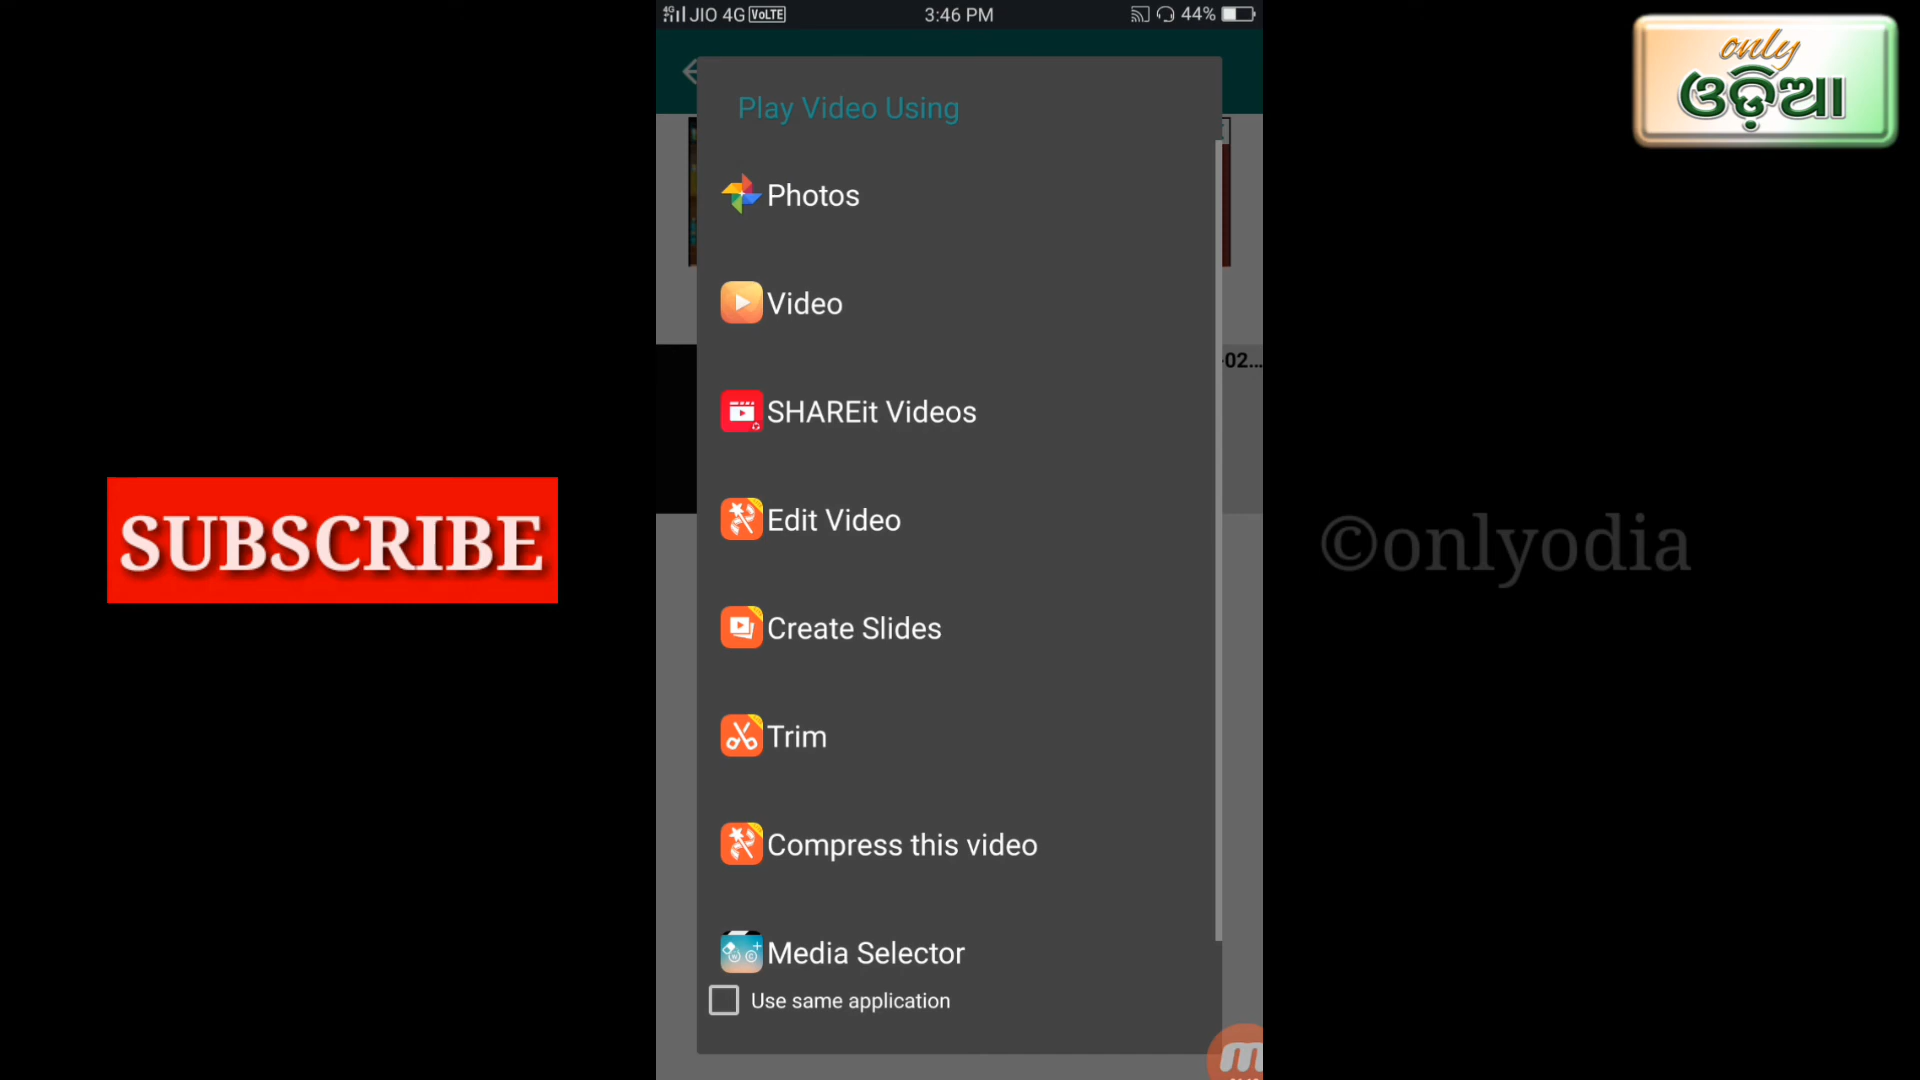 JIO 4G VoLTE
3:46 PM
44%
only
ଓଡ଼ିଆ
Play Video Using
Photos
Video
SHAREit Videos
-02...
Edit Video
SUBSCRIBE
©onlyodia
Create Slides
Trim
Compress this video
Media Selector
Use same application